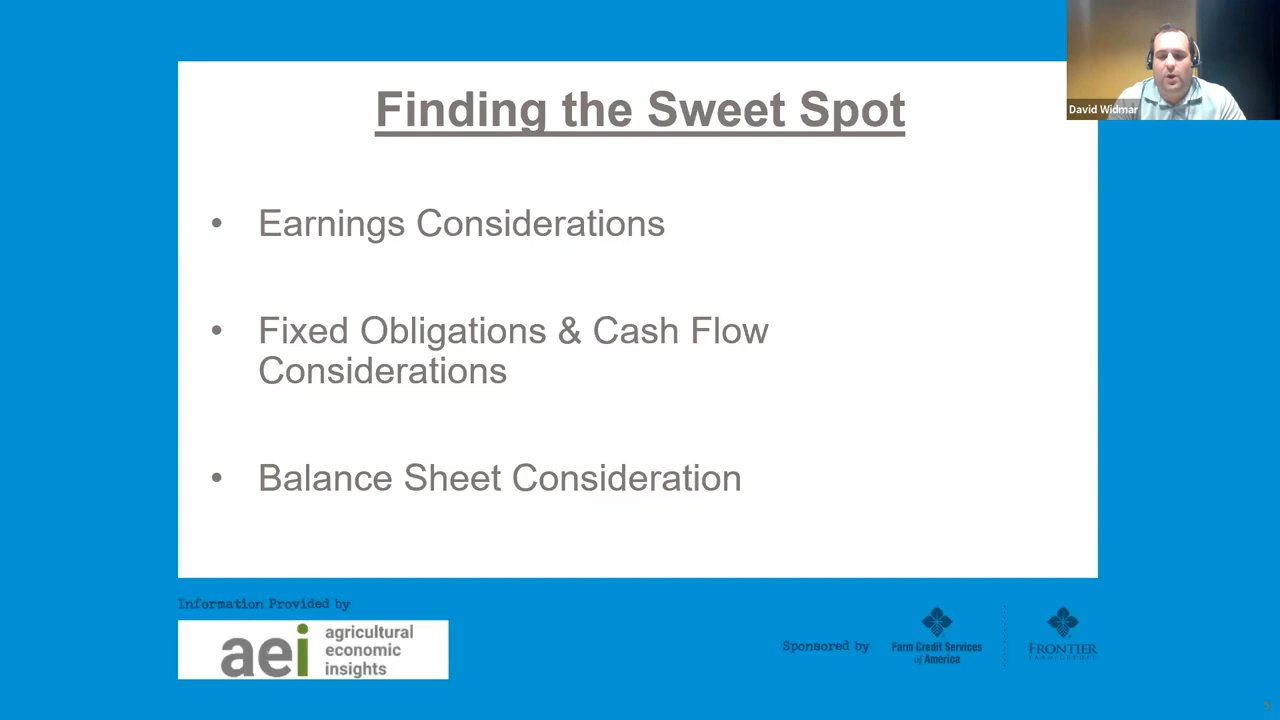 David Widmar
Finding the Sweet Spot
• Earnings Considerations
• Fixed Obligations & Cash Flow
Considerations
• Balance Sheet Consideration
Information Provided by
aei
agricultural
economic
insights
Sponsored by
Farm Credit Services
of America
FRONTIER
FARM CREDIT